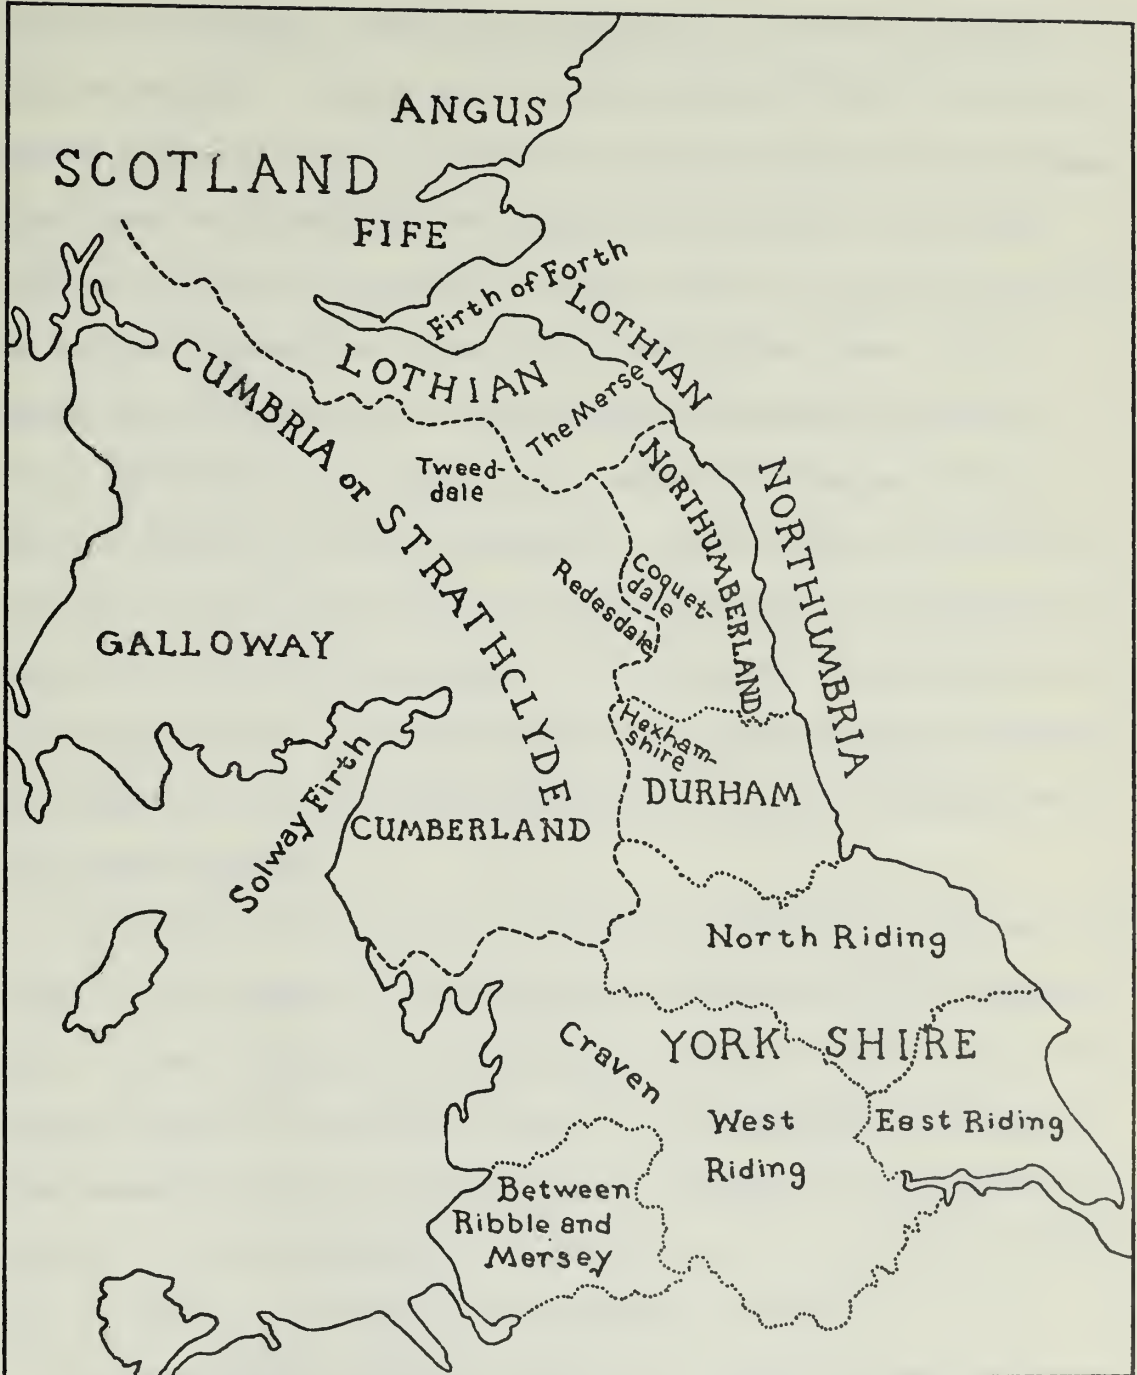 ANGUS
SCOTLAND
FIFE
Firth of Forth
LOTHIAN
LOTHIAN
The Merse
CUMBRIA or STRATHCLYDE
Tweed-
dale
NORTHUMBERLAND
NORTHUMBRIA
Coquet-
dale
Redesdale
GALLOWAY
Hexham-
shire
DURHAM
Solway Firth
CUMBERLAND
North Riding
YORK SHIRE
Craven
West
Riding
East Riding
Between
Ribble and
Mersey